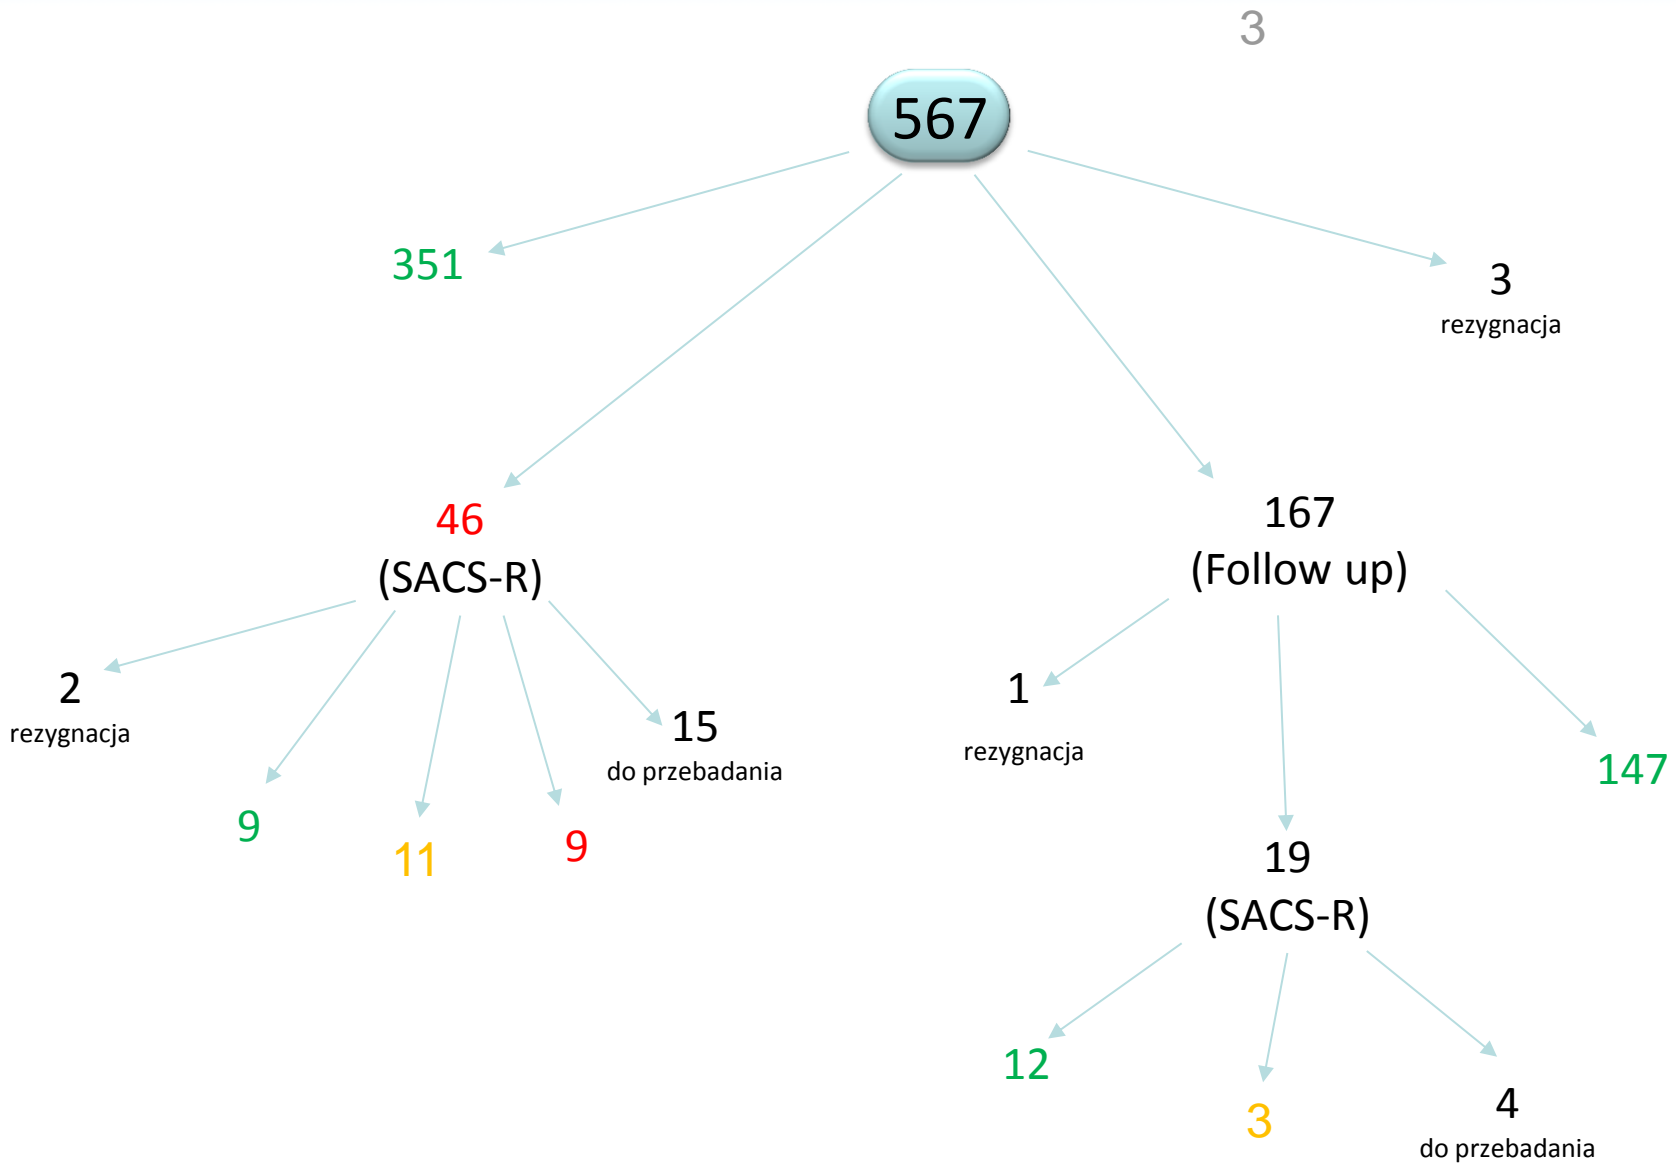 3
567
351
3
rezygnacja
46
(SACS-R)
167
(Follow up)
2
rezygnacja
9
11
9
15
do przebadania
1
rezygnacja
147
19
(SACS-R)
12
3
4
do przebadania